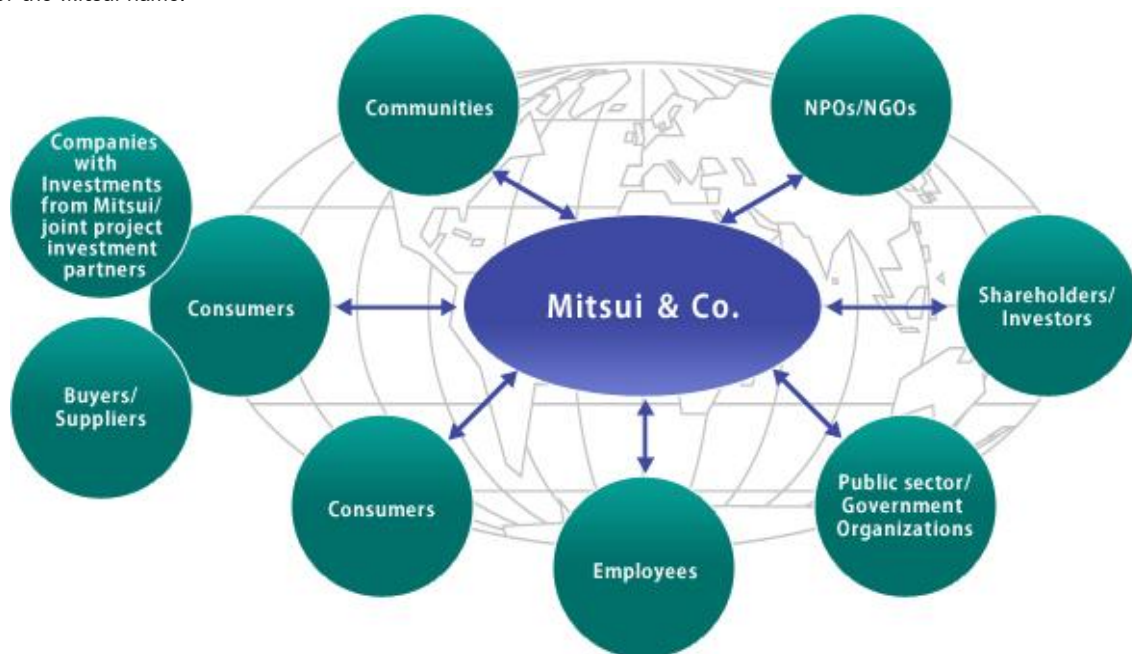 Communities
NPOs/NGOs
Companies
with
Investments
from Mitsui/
joint project
investment
partners
Consumers
Mitsui & Co.
Shareholders/
Investors
Buyers/
Suppliers
Consumers
Employees
Public sector/
Government
Organizations